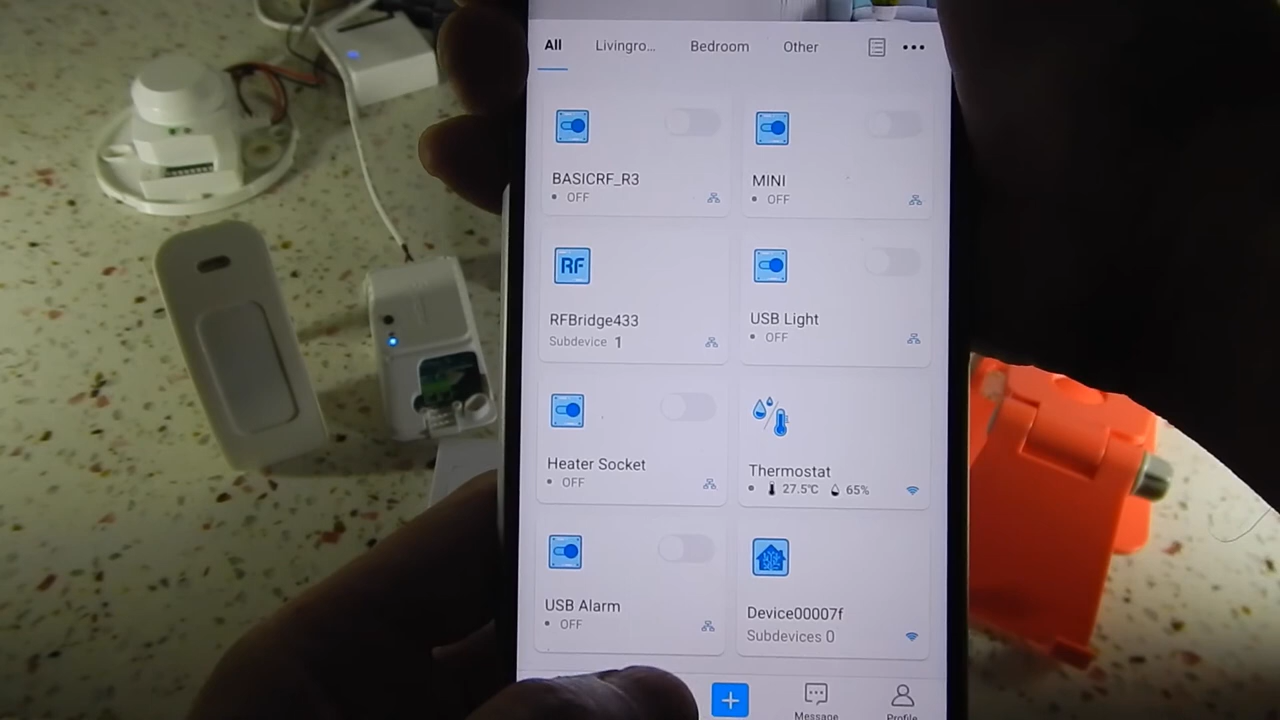 All Livingro... Bedroom Other
BASICRF_R3
OFF
MINI
OFF
RF
RFBridge433
Subdevice 1
USB Light
OFF
Heater Socket
OFF
Thermostat
27.5℃ 65%
USB Alarm
OFF
Device00007f
Subdevices 0
Message
Profile